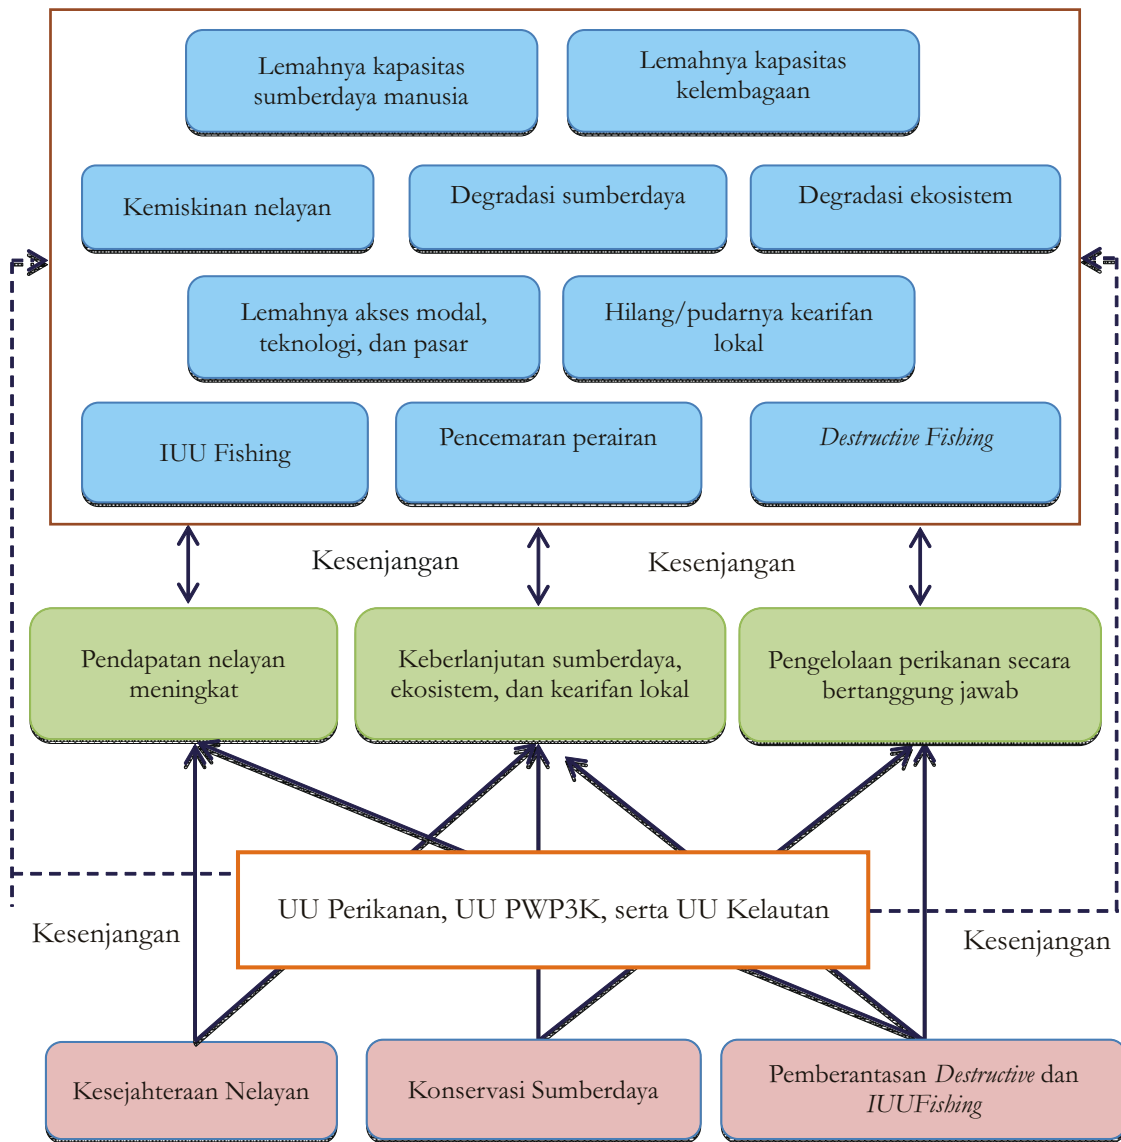 Lemahnya kapasitas
sumberdaya manusia
Lemahnya kapasitas
kelembagaan
Kemiskinan nelayan
Degradasi sumberdaya
Degradasi ekosistem
Lemahnya akses modal,
teknologi, dan pasar
Hilang/pudarnya kearifan
lokal
IUU Fishing
Pencemaran perairan
Destructive Fishing
Kesenjangan
Kesenjangan
Pendapatan nelayan
meningkat
Keberlanjutan sumberdaya,
ekosistem, dan kearifan lokal
Pengelolaan perikanan secara
bertanggung jawab
UU Perikanan, UU PWP3K, serta UU Kelautan
Kesenjangan
Kesenjangan
Kesejahteraan Nelayan
Konservasi Sumberdaya
Pemberantasan Destructive dan
IUUFishing